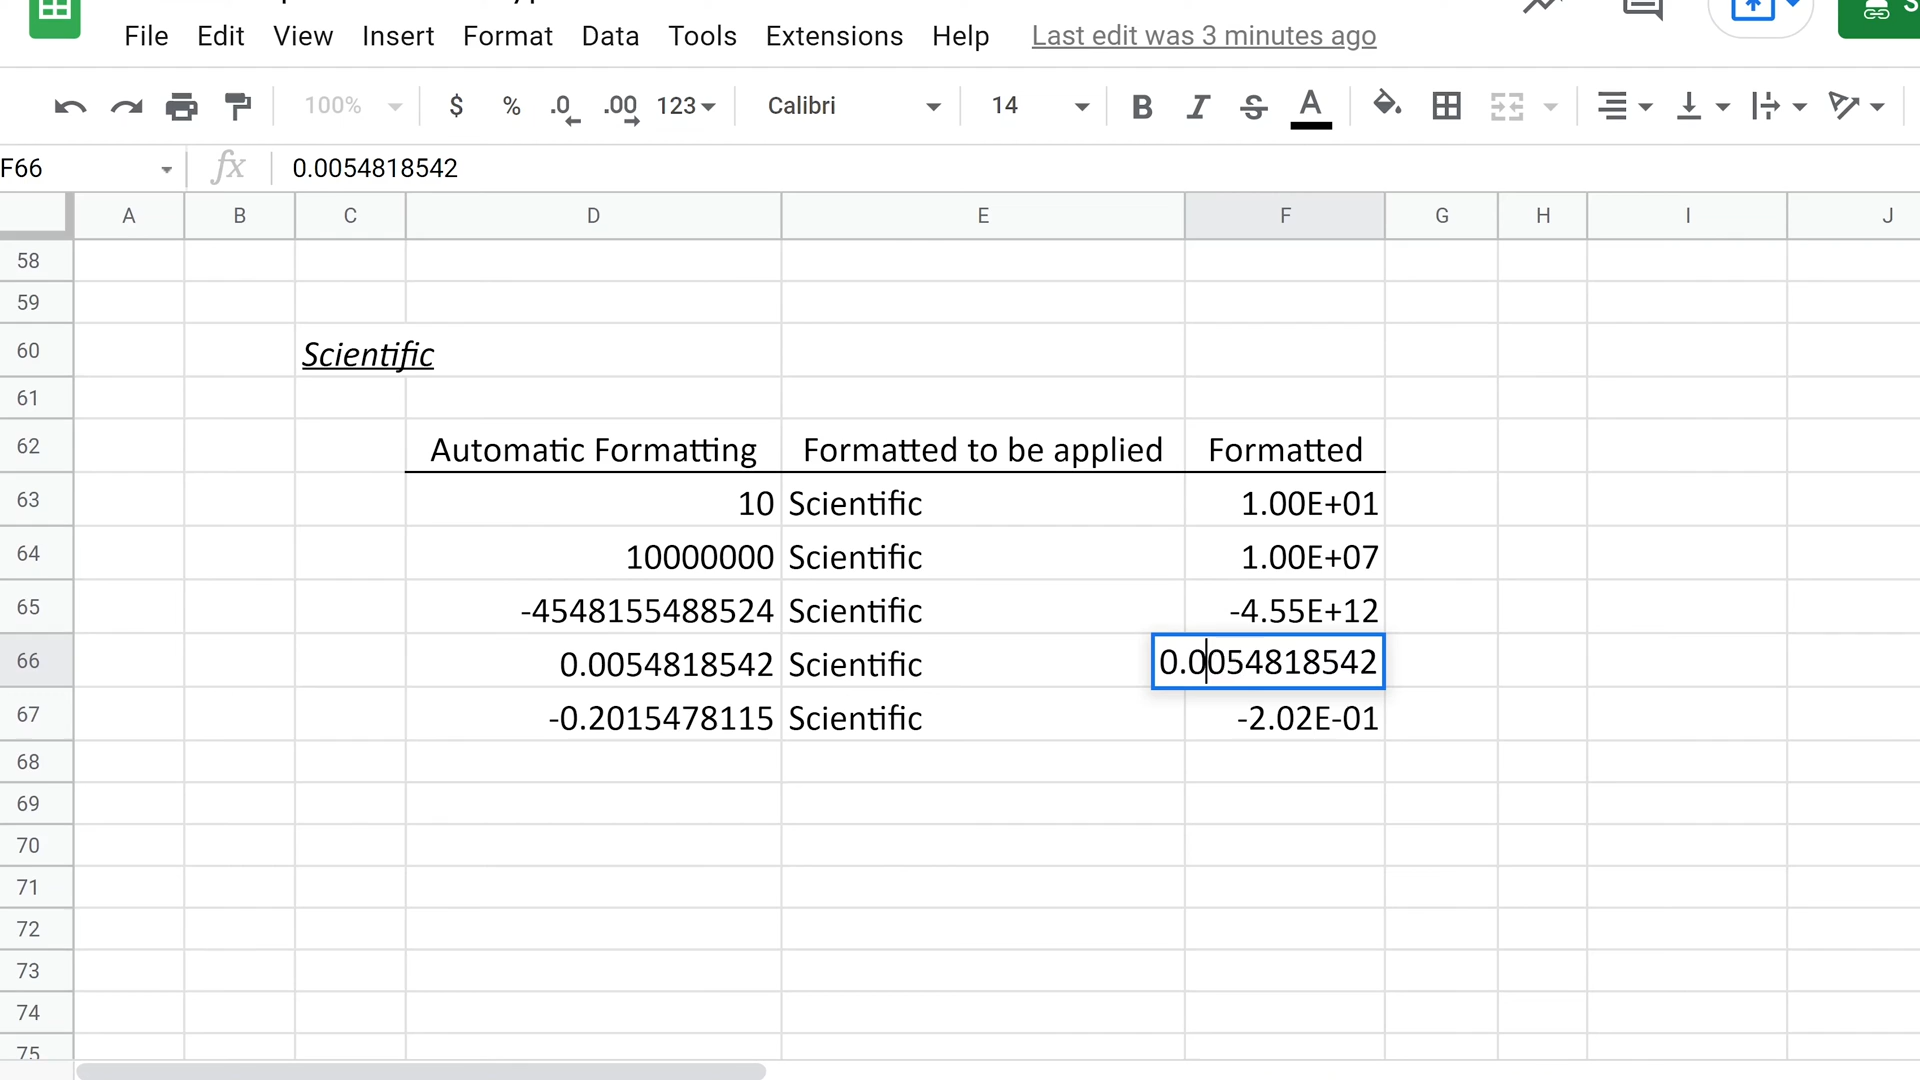 File Edit View Insert Format Data Tools Extensions Help Last edit was 3 minutes ago
100% $ % .0 .00 123 Calibri 14 B I S A
F66 fx 0.0054818542
A B C D E F G H I J
58
59
60 Scientific
61
62 Automatic Formatting Formatted to be applied Formatted
63 10 Scientific 1.00E+01
64 10000000 Scientific 1.00E+07
65 -4548155488524 Scientific -4.55E+12
66 0.0054818542 Scientific 0.0054818542
67 -0.2015478115 Scientific -2.02E-01
68
69
70
71
72
73
74
75